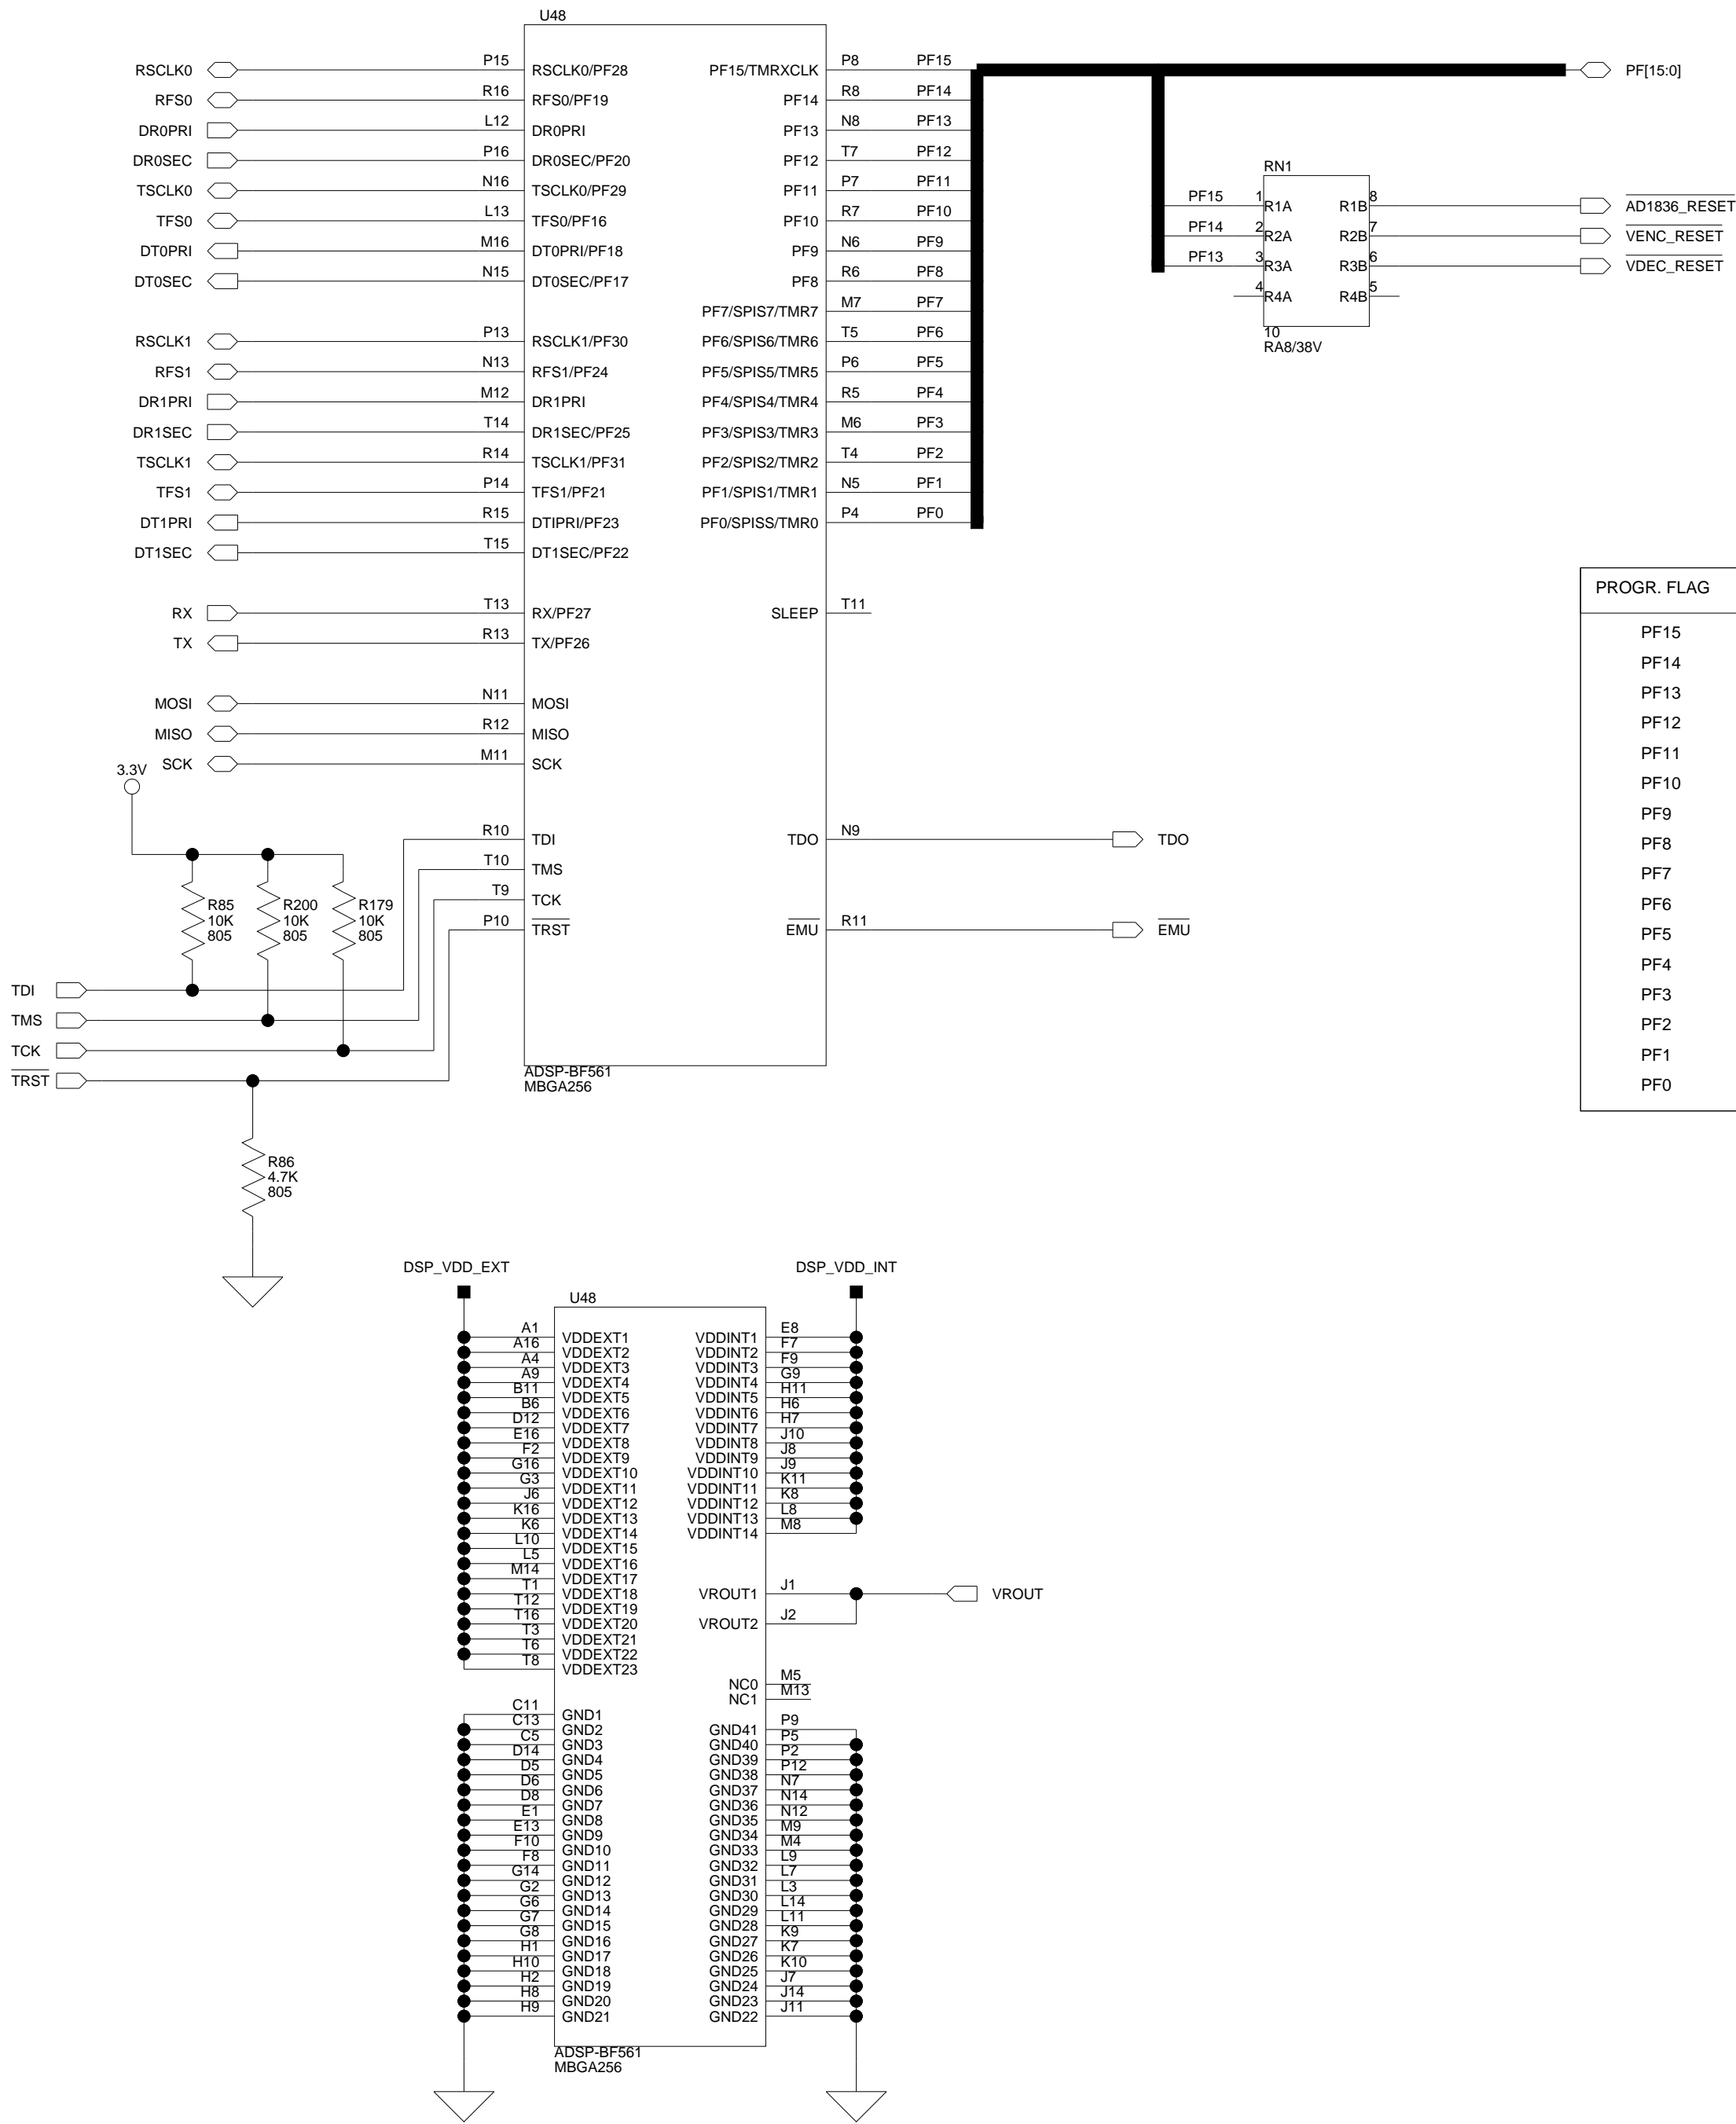 U48
RSCLK0 P15 RSCLK0/PF28 PF15/TMRXCLK P8 PF15 PF[15:0]
RFS0 R16 RFS0/PF19 PF14 R8 PF14
DR0PRI L12 DR0PRI PF13 N8 PF13
DR0SEC P16 DR0SEC/PF20 PF12 T7 PF12
RN1
TSCLK0 N16 TSCLK0/PF29 PF11 P7 PF11
PF15 1 R1A R1B 8 AD1836_RESET
TFS0 L13 TFS0/PF16 PF10 R7 PF10
PF14 2 R2A R2B 7 VENC_RESET
DT0PRI M16 DT0PRI/PF18 PF9 N6 PF9
PF13 3 R3A R3B 6 VDEC_RESET
DT0SEC N15 DT0SEC/PF17 PF8 R6 PF8
4 R4A R4B 5
PF7/SPIS7/TMR7 M7 PF7
10
RA8/38V
RSCLK1 P13 RSCLK1/PF30 PF6/SPIS6/TMR6 T5 PF6
RFS1 N13 RFS1/PF24 PF5/SPIS5/TMR5 P6 PF5
DR1PRI M12 DR1PRI PF4/SPIS4/TMR4 R5 PF4
DR1SEC T14 DR1SEC/PF25 PF3/SPIS3/TMR3 M6 PF3
TSCLK1 R14 TSCLK1/PF31 PF2/SPIS2/TMR2 T4 PF2
TFS1 P14 TFS1/PF21 PF1/SPIS1/TMR1 N5 PF1
DT1PRI R15 DTIPRI/PF23 PF0/SPISS/TMR0 P4 PF0
DT1SEC T15 DT1SEC/PF22
RX T13 RX/PF27 SLEEP T11
TX R13 TX/PF26
MOSI N11 MOSI
MISO R12 MISO
SCK M11 SCK
3.3V
R10 TDI TDO N9 TDO
T10 TMS
T9 TCK
P10 TRST EMU R11 EMU
R85 R200 R179
10K 10K 10K
805 805 805
TDI
TMS
TCK
TRST
ADSP-BF561
MBGA256
R86
4.7K
805
PROGR. FLAG
PF15
PF14
PF13
PF12
PF11
PF10
PF9
PF8
PF7
PF6
PF5
PF4
PF3
PF2
PF1
PF0
DSP_VDD_EXT DSP_VDD_INT
U48
A1 VDDEXT1 VDDINT1 E8
A16 VDDEXT2 VDDINT2 F7
A4 VDDEXT3 VDDINT3 F9
A9 VDDEXT4 VDDINT4 G9
B11 VDDEXT5 VDDINT5 H11
B6 VDDEXT6 VDDINT6 H6
D12 VDDEXT7 VDDINT7 H7
E16 VDDEXT8 VDDINT8 J10
F2 VDDEXT9 VDDINT9 J8
G16 VDDEXT10 VDDINT10 J9
G3 VDDEXT11 VDDINT11 K11
J6 VDDEXT12 VDDINT12 K8
K16 VDDEXT13 VDDINT13 L8
K6 VDDEXT14 VDDINT14 M8
L10 VDDEXT15
L5 VDDEXT16
M14 VDDEXT17
T1 VDDEXT18 VROUT1 J1 VROUT
T12 VDDEXT19
T16 VDDEXT20 VROUT2 J2
T3 VDDEXT21
T6 VDDEXT22
T8 VDDEXT23
NC0 M5
NC1 M13
C11 GND1
C13 GND2 GND41 P9
C5 GND3 GND40 P5
D14 GND4 GND39 P2
D5 GND5 GND38 P12
D6 GND6 GND37 N7
D8 GND7 GND36 N14
E1 GND8 GND35 N12
E13 GND9 GND34 M9
F10 GND10 GND33 M4
F8 GND11 GND32 L9
G14 GND12 GND31 L7
G2 GND13 GND30 L3
G6 GND14 GND29 L14
G7 GND15 GND28 L11
G8 GND16 GND27 K9
H1 GND17 GND26 K7
H10 GND18 GND25 K10
H2 GND19 GND24 J7
H8 GND20 GND23 J14
H9 GND21 GND22 J11
ADSP-BF561
MBGA256